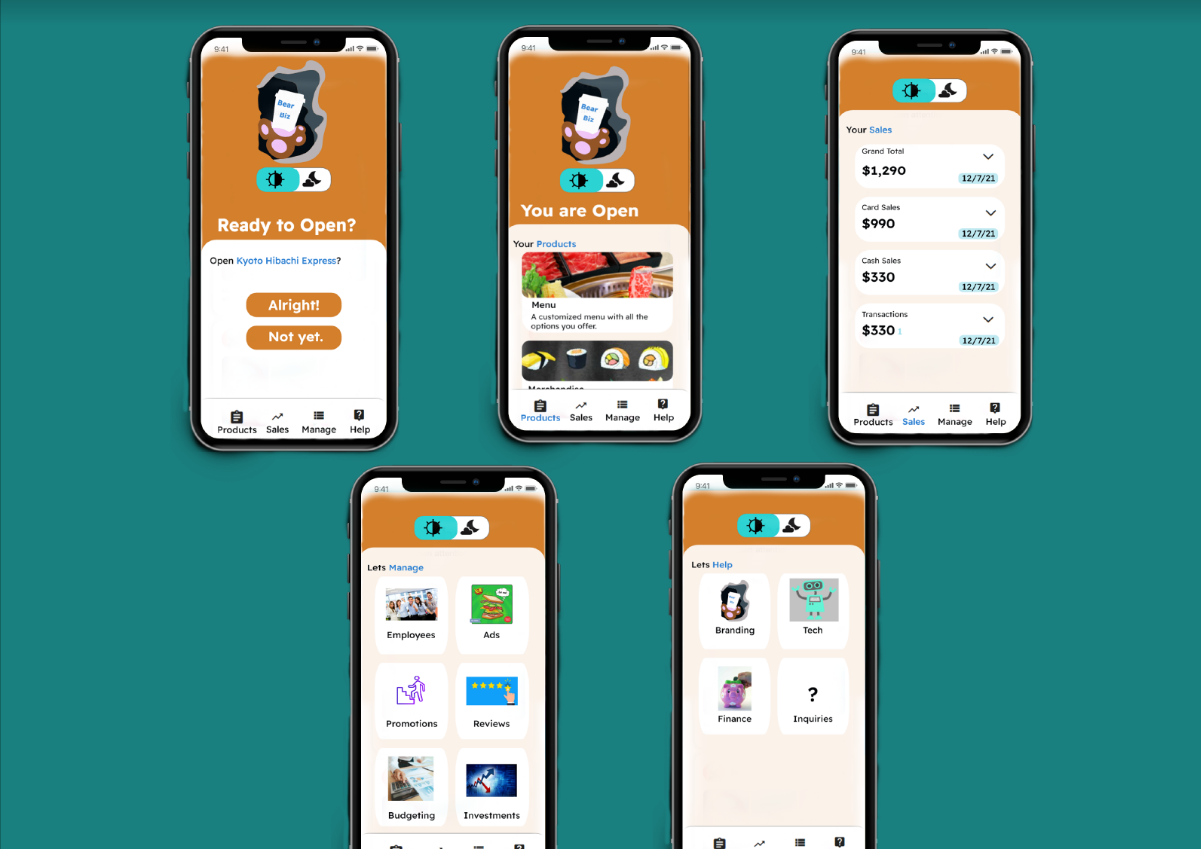 9:41
Bear
Biz
Ready to Open?
Open Kyoto Hibachi Express?
Alright!
Not yet.
Products Sales Manage Help
9:41
Bear
Biz
You are Open
Your Products
Menu
A customized menu with all the
options you offer.
Merchandise
Products Sales Manage Help
9:41
Your Sales
Grand Total
$1,290
12/7/21
Card Sales
$990
12/7/21
Cash Sales
$330
12/7/21
Transactions
$330 1
12/7/21
Products Sales Manage Help
9:41
Lets Manage
Employees Ads
Promotions Reviews
Budgeting Investments
9:41
Lets Help
Branding Tech
Finance ?
Inquiries